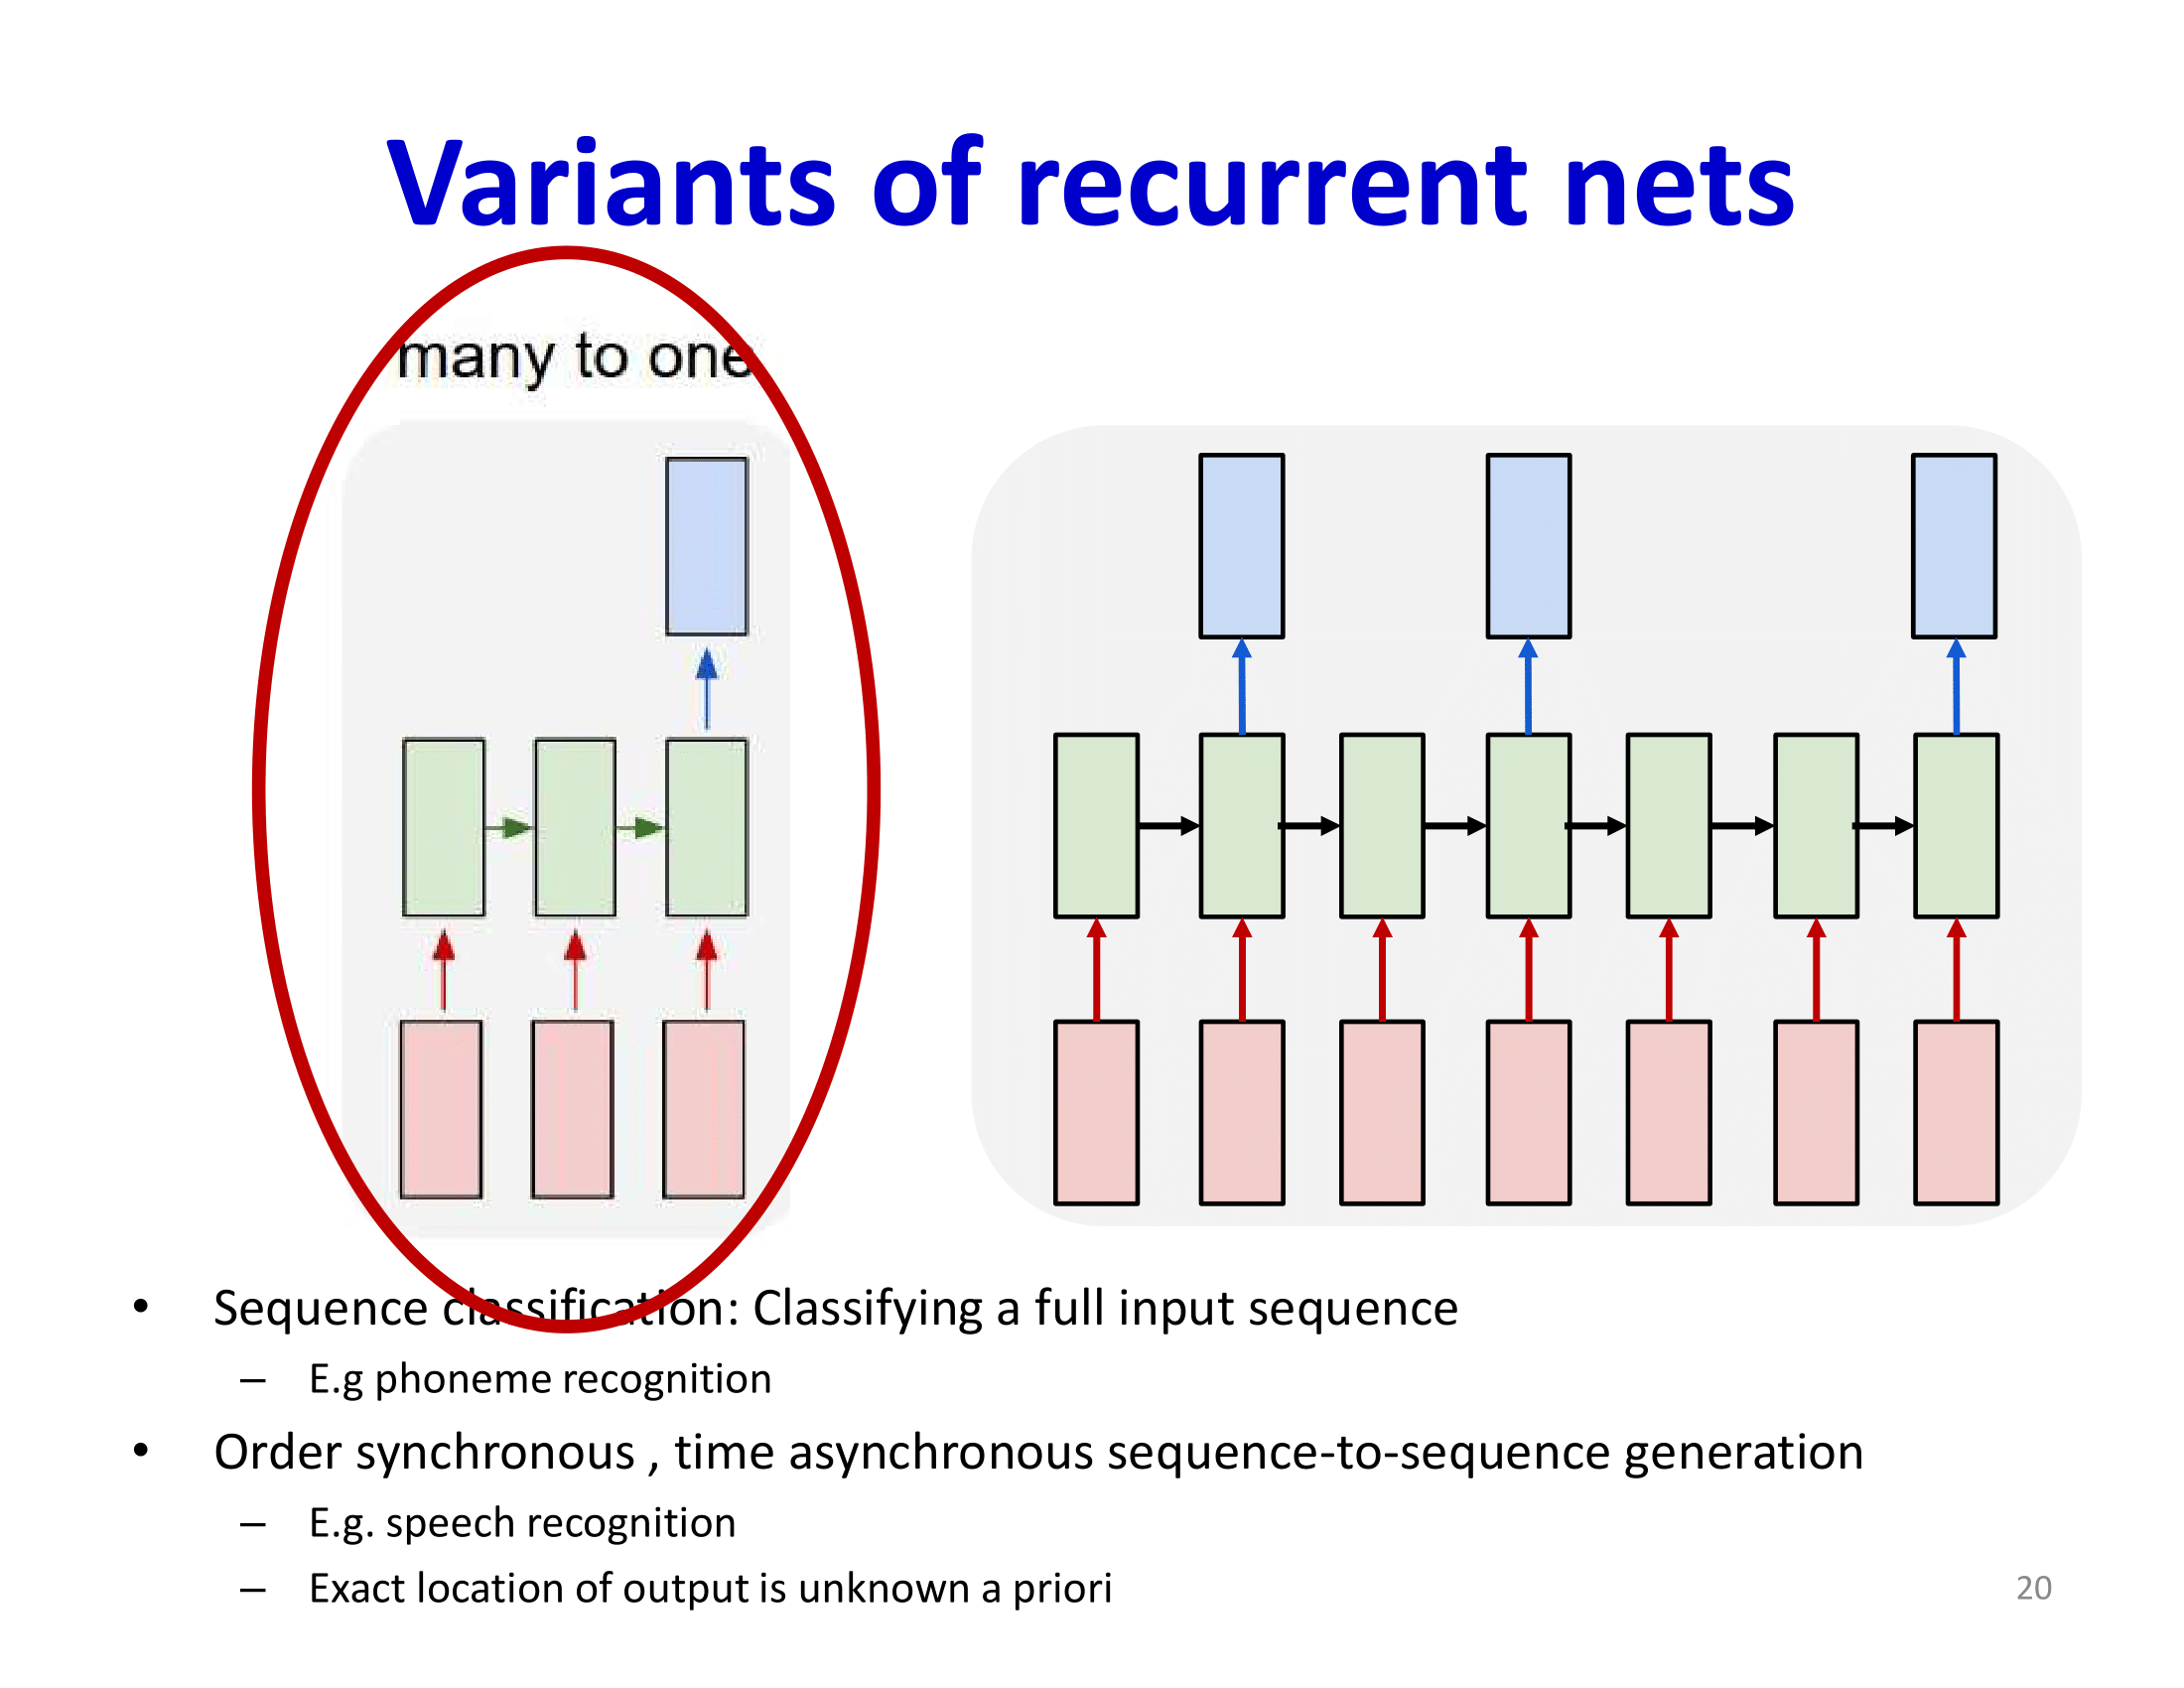 Variants of recurrent nets
many to one
• Sequence classification: Classifying a full input sequence
– E.g phoneme recognition
• Order synchronous , time asynchronous sequence-to-sequence generation
– E.g. speech recognition
– Exact location of output is unknown a priori
20